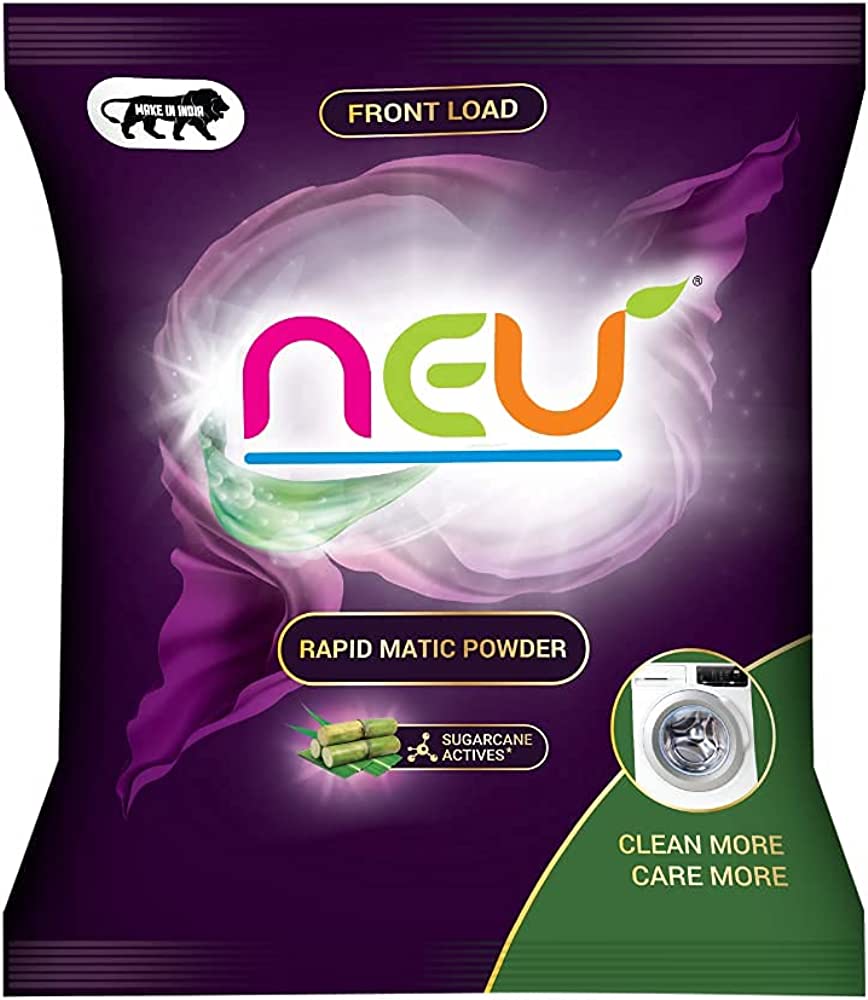 MAKE IN INDIA
FRONT LOAD
neu®
RAPID MATIC POWDER
SUGARCANE
ACTIVES*
CLEAN MORE
CARE MORE